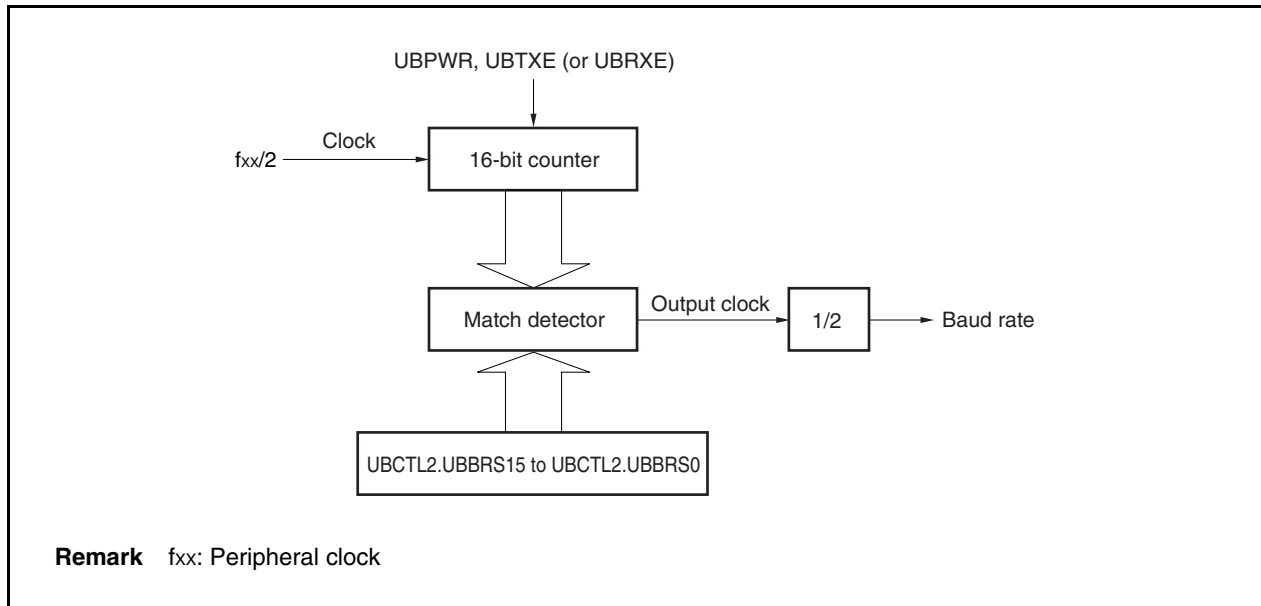 UBPWR, UBTXE (or UBRXE)
Clock
fxx/2
16-bit counter
Match detector
Output clock
1/2
Baud rate
UBCTL2.UBBRS15 to UBCTL2.UBBRS0
Remark fxx: Peripheral clock